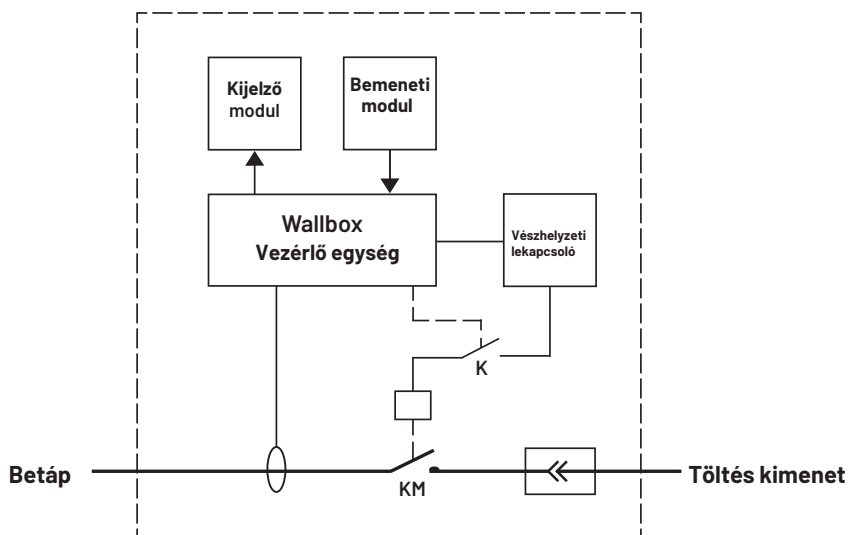 Kijelző
modul
Bemeneti
modul
Wallbox
Vezérlő egység
Vészhelyzeti
lekapcsoló
K
Betáp
KM
Töltés kimenet